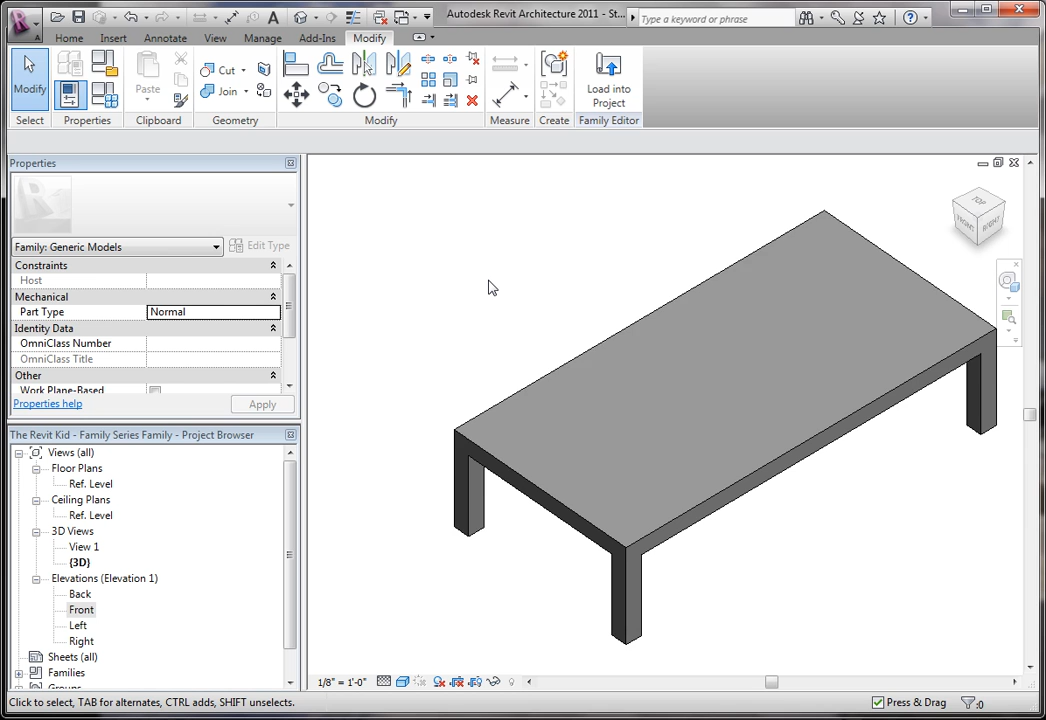 Autodesk Revit Architecture 2011 - St...
Type a keyword or phrase
Home Insert Annotate View Manage Add-Ins Modify
Modify
Paste
Cut
Join
Load into
Project
Select Properties Clipboard Geometry Modify Measure Create Family Editor
Properties
Family: Generic Models
Edit Type
Constraints
Host
Mechanical
Part Type Normal
Identity Data
OmniClass Number
OmniClass Title
Other
Work Plane-Based
Properties help
Apply
The Revit Kid - Family Series Family - Project Browser
Views (all)
Floor Plans
Ref. Level
Ceiling Plans
Ref. Level
3D Views
View 1
{3D}
Elevations (Elevation 1)
Back
Front
Left
Right
Sheets (all)
Families
Groups
TOP
FRONT
RIGHT
1/8" = 1'-0"
Click to select, TAB for alternates, CTRL adds, SHIFT unselects.
Press & Drag
:0